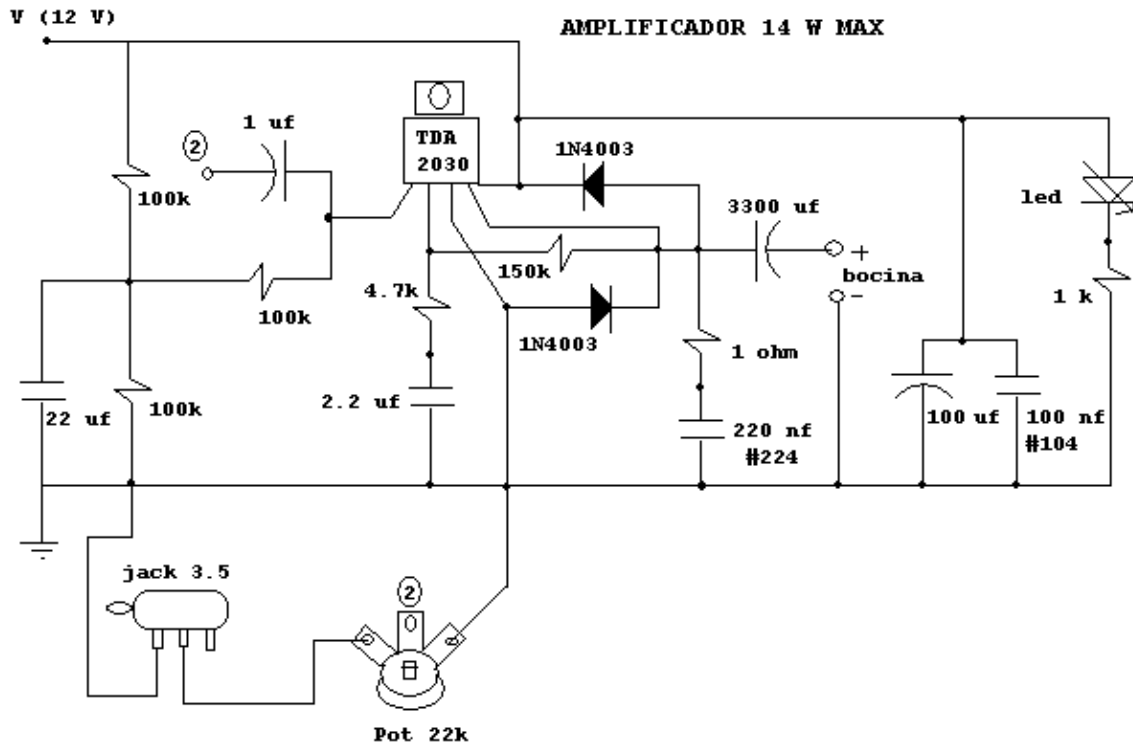 V (12 V)
AMPLIFICADOR 14 W MAX
1 uf
2
TDA
2030
1N4003
100k
led
3300 uf
+
bocina
-
150k
100k
4.7k
1 k
1N4003
1 ohm
22 uf
100k
2.2 uf
220 nf
#224
100 uf
100 nf
#104
jack 3.5
2
Pot 22k